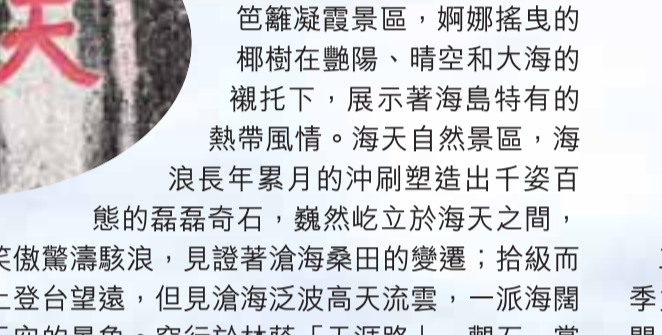 笆籬凝霞景區，婀娜搖曳的
椰樹在艷陽、晴空和大海的
襯托下，展示著海島特有的
熱帶風情。海天自然景區，海
浪長年累月的沖刷塑造出千姿百
態的磊磊奇石，巍然屹立於海天之間，
笑傲驚濤駭浪，見證著滄海桑田的變遷；拾級而
上登台望遠，但見滄海泛波高天流雲，一派海闊
季